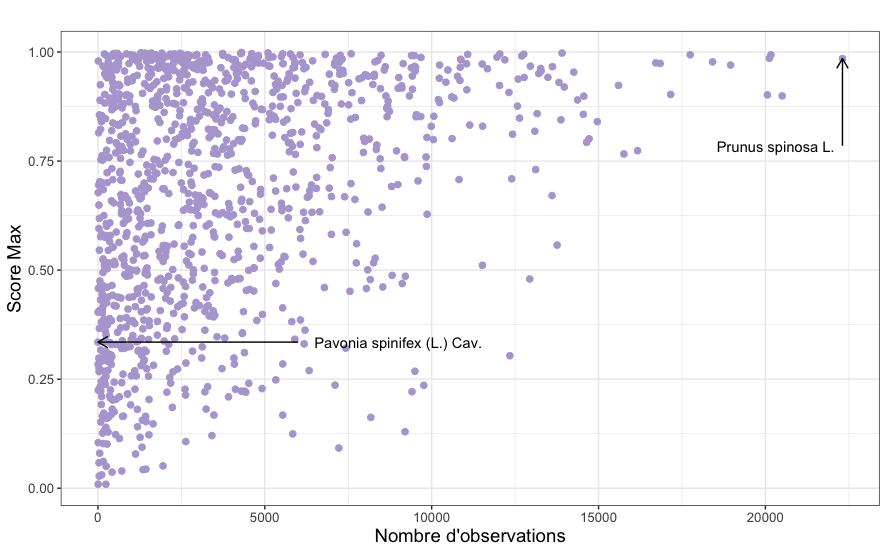 1.00
0.75
0.50
0.25
0.00
Score Max
Prunus spinosa L.
Pavonia spinifex (L.) Cav.
0 5000 10000 15000 20000
Nombre d'observations